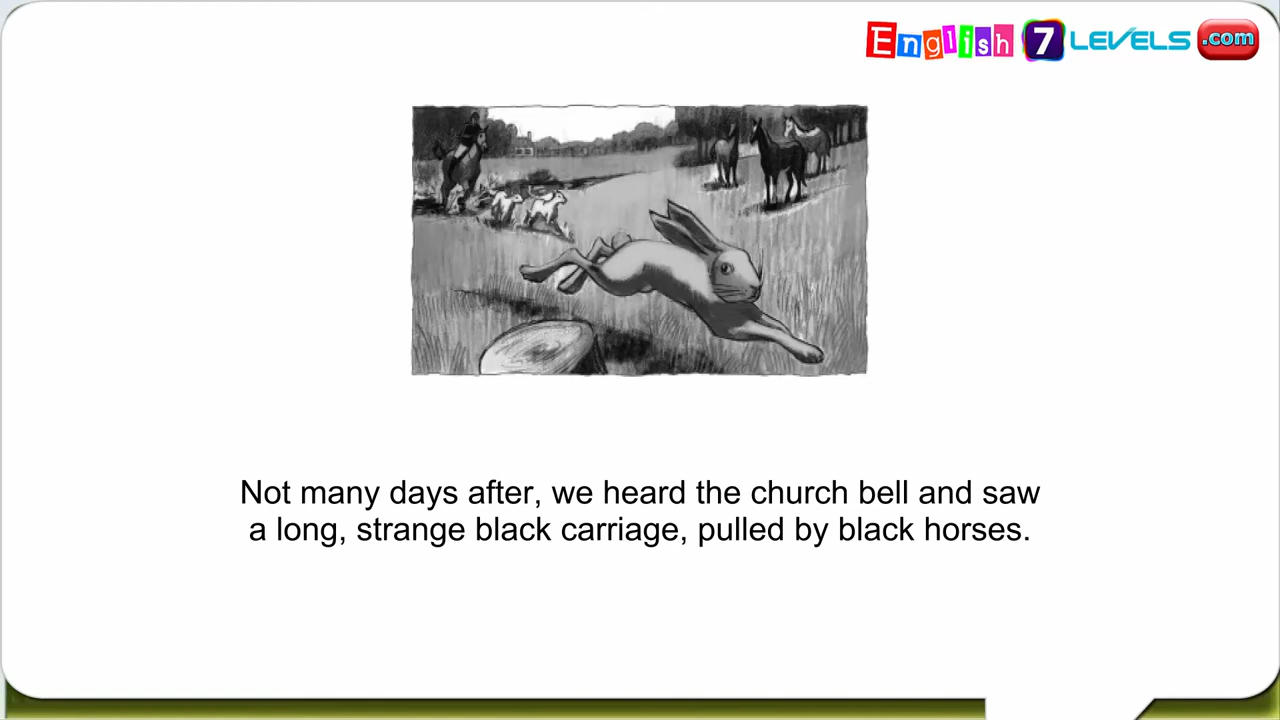 English 7 LEVELS .com
Not many days after, we heard the church bell and saw
a long, strange black carriage, pulled by black horses.